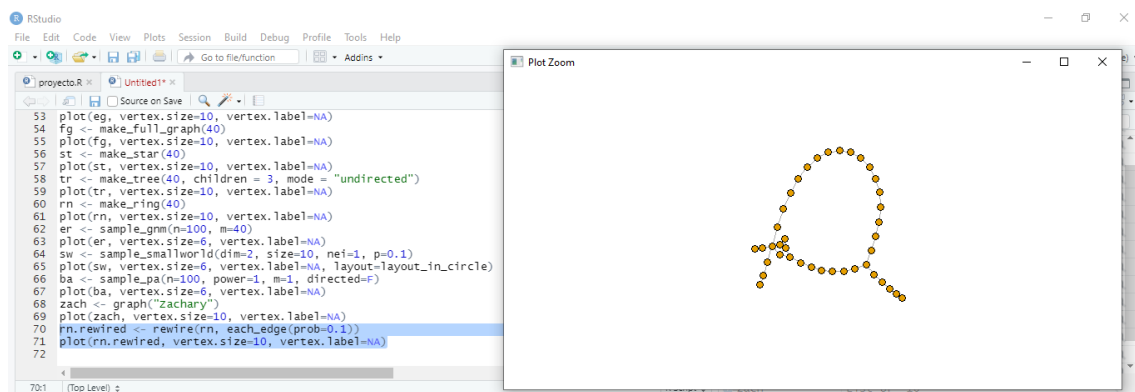 RStudio
File Edit Code View Plots Session Build Debug Profile Tools Help
Go to file/function
Addins
proyecto.R
Untitled1*
Source on Save
Plot Zoom
53 plot(eg, vertex.size=10, vertex.label=NA)
54 fg <- make_full_graph(40)
55 plot(fg, vertex.size=10, vertex.label=NA)
56 st <- make_star(40)
57 plot(st, vertex.size=10, vertex.label=NA)
58 tr <- make_tree(40, children = 3, mode = "undirected")
59 plot(tr, vertex.size=10, vertex.label=NA)
60 rn <- make_ring(40)
61 plot(rn, vertex.size=10, vertex.label=NA)
62 er <- sample_gnm(n=100, m=40)
63 plot(er, vertex.size=6, vertex.label=NA)
64 sw <- sample_smallworld(dim=2, size=10, nei=1, p=0.1)
65 plot(sw, vertex.size=6, vertex.label=NA, layout=layout_in_circle)
66 ba <- sample_pa(n=100, power=1, m=1, directed=F)
67 plot(ba, vertex.size=6, vertex.label=NA)
68 zach <- graph("Zachary")
69 plot(zach, vertex.size=10, vertex.label=NA)
70 rn.rewired <- rewire(rn, each_edge(prob=0.1))
71 plot(rn.rewired, vertex.size=10, vertex.label=NA)
72
70:1 (Top Level)